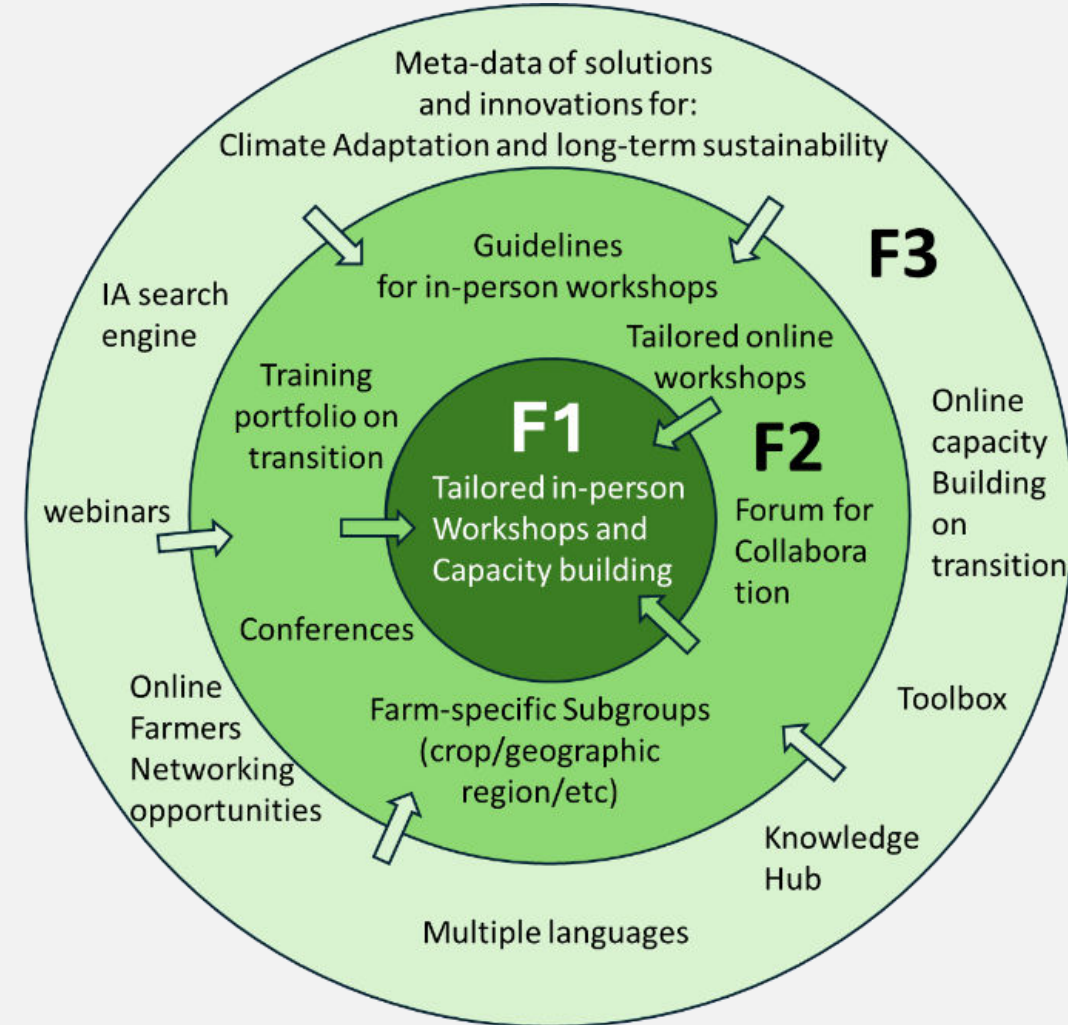 Meta-data of solutions
and innovations for:
Climate Adaptation and long-term sustainability
F3
Guidelines
for in-person workshops
IA search
engine
Tailored online
workshops
Training
portfolio on
transition
F1
Tailored in-person
Workshops and
Capacity building
F2
Forum for
Collabora
tion
Online
capacity
Building
on
transition
webinars
Conferences
Online
Farmers
Networking
opportunities
Farm-specific Subgroups
(crop/geographic
region/etc)
Toolbox
Knowledge
Hub
Multiple languages